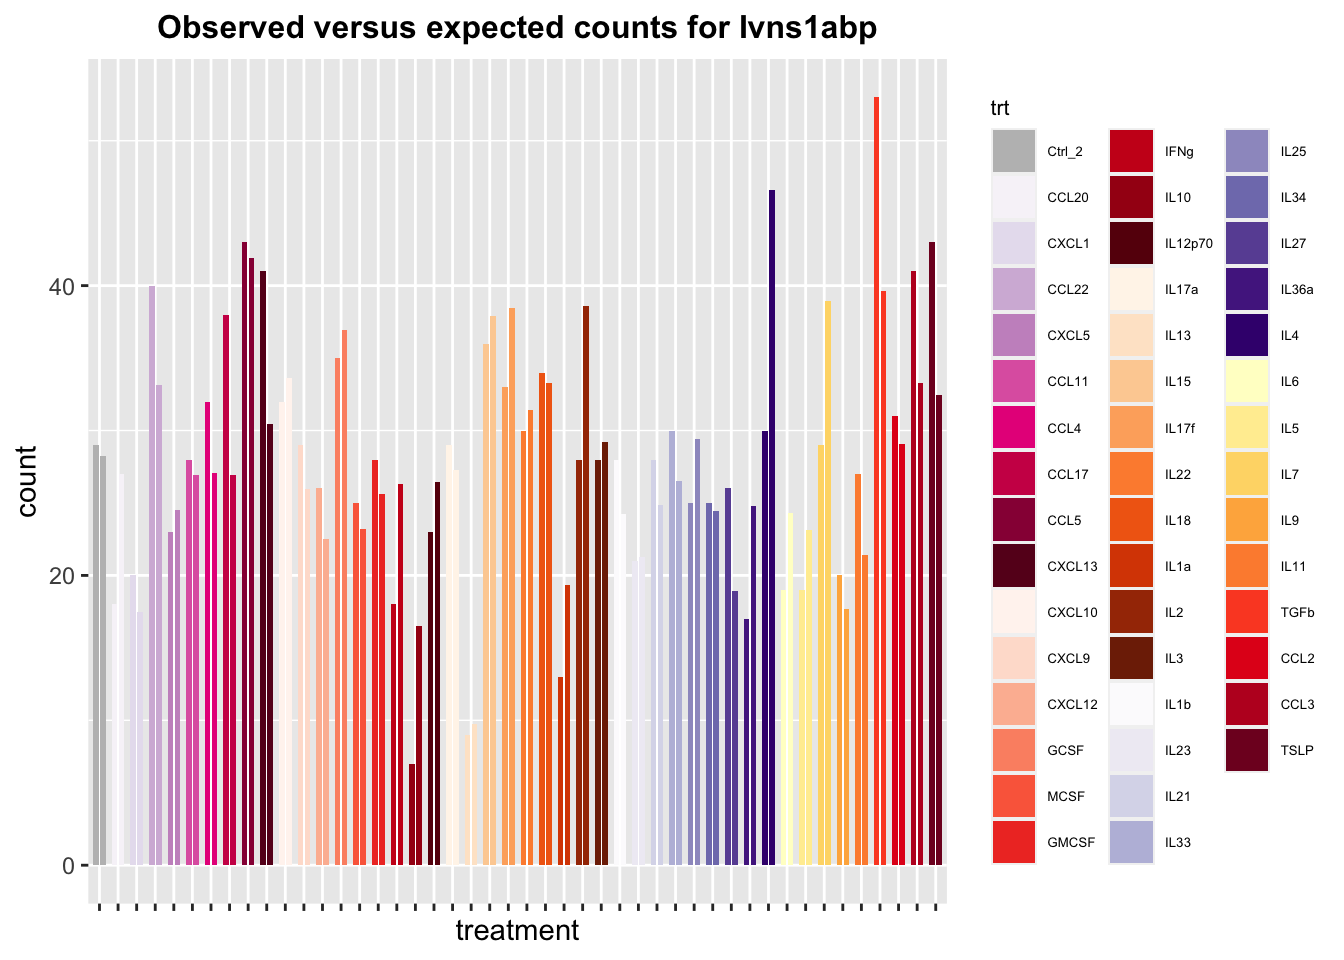 Observed versus expected counts for Ivns1abp
count
40
20
0
treatment
trt
Ctrl_2
CCL20
CXCL1
CCL22
CXCL5
CCL11
CCL4
CCL17
CCL5
CXCL13
CXCL10
CXCL9
CXCL12
GCSF
MCSF
GMCSF
IFNg
IL10
IL12p70
IL17a
IL13
IL15
IL17f
IL22
IL18
IL1a
IL2
IL3
IL1b
IL23
IL21
IL33
IL25
IL34
IL27
IL36a
IL4
IL6
IL5
IL7
IL9
IL11
TGFb
CCL2
CCL3
TSLP